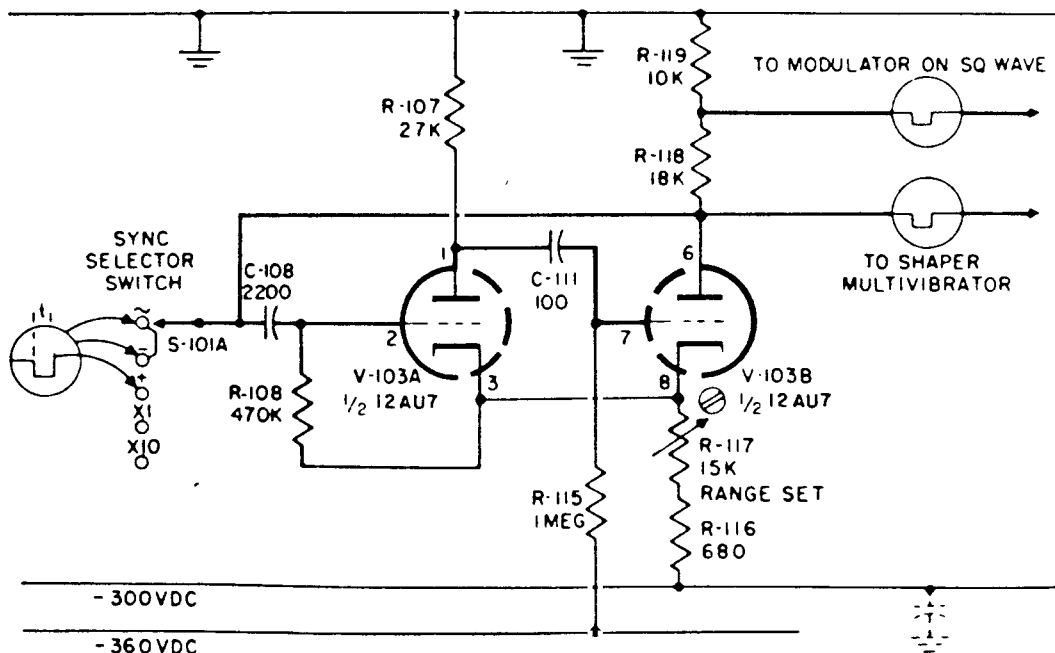 R-119
10K
TO MODULATOR ON SQ WAVE
R-107
27K
R-118
18K
SYNC
SELECTOR
SWITCH
C-108
2200
1
C-111
100
6
TO SHAPER
MULTIVIBRATOR
t1
~
S-101A
2
7
-
+
R-108
470K
3
V-103A
1/2 12AU7
8
V-103B
1/2 12AU7
X1
X10
R-117
15K
RANGE SET
R-115
1MEG
R-116
680
-300VDC
-360VDC